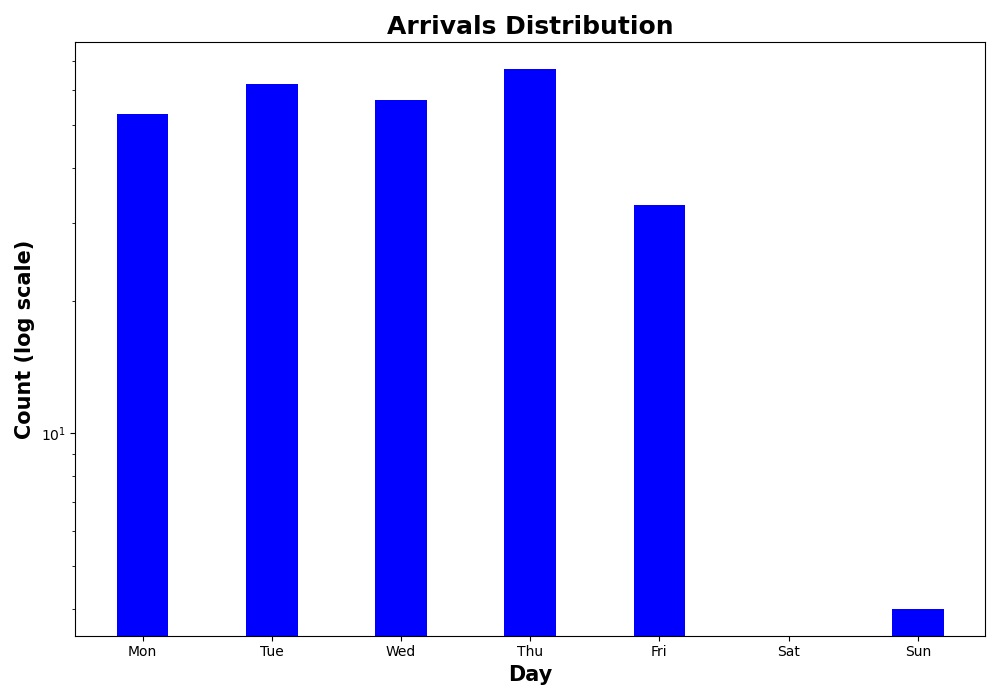 Arrivals Distribution
Count (log scale)
10¹
Mon Tue Wed Thu Fri Sat Sun
Day